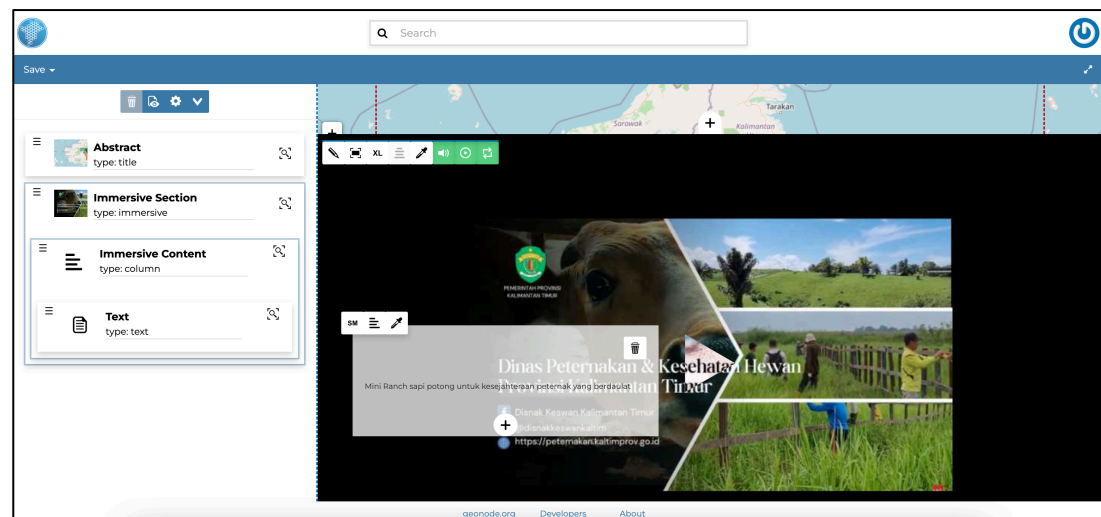 Search
Save
Tarakan
Sarawak
Kalimantan
Abstract
type: title
XL
Immersive Section
type: immersive
Immersive Content
type: column
PEMERINTAH PROVINSI
KALIMANTAN TIMUR
Text
type: text
SM
Dinas Peternakan & Kesehatan Hewan
Provinsi Kalimantan Timur
Mini Ranch sapi potong untuk kesejahteraan peternak yang berdaulat
Disnak Keswan Kalimantan Timur
@disnakkeswankaltim
https://peternakan.kaltimprov.go.id
geonode.org Developers About